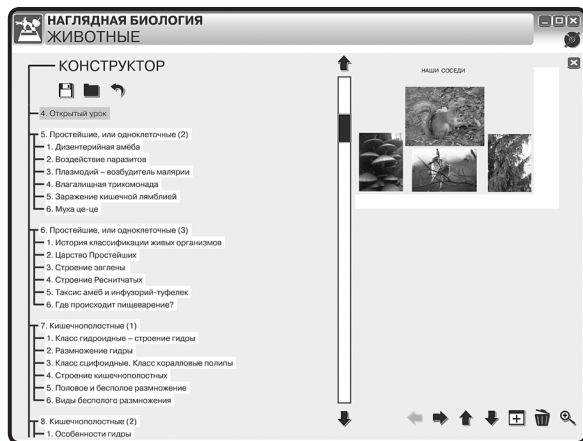 НАГЛЯДНАЯ БИОЛОГИЯ
ЖИВОТНЫЕ
КОНСТРУКТОР
4. Открытый урок
5. Простейшие, или одноклеточные (2)
1. Дизентерийная амёба
2. Воздействие паразитов
3. Плазмодий – возбудитель малярии
4. Влагалищная трихомонада
5. Заражение кишечной лямблией
6. Муха це-це
6. Простейшие, или одноклеточные (3)
1. История классификации живых организмов
2. Царство Простейших
3. Строение эвглены
4. Строение Реснитчатых
5. Таксис амёб и инфузорий-туфелек
6. Где происходит пищеварение?
7. Кишечнополостные (1)
1. Класс гидроидные – строение гидры
2. Размножение гидры
3. Класс сцифоидные. Класс коралловые полипы
4. Строение кишечнополостных
5. Половое и бесполое размножение
6. Виды бесполого размножения
8. Кишечнополостные (2)
1. Особенности гидры
НАШИ СОСЕДИ